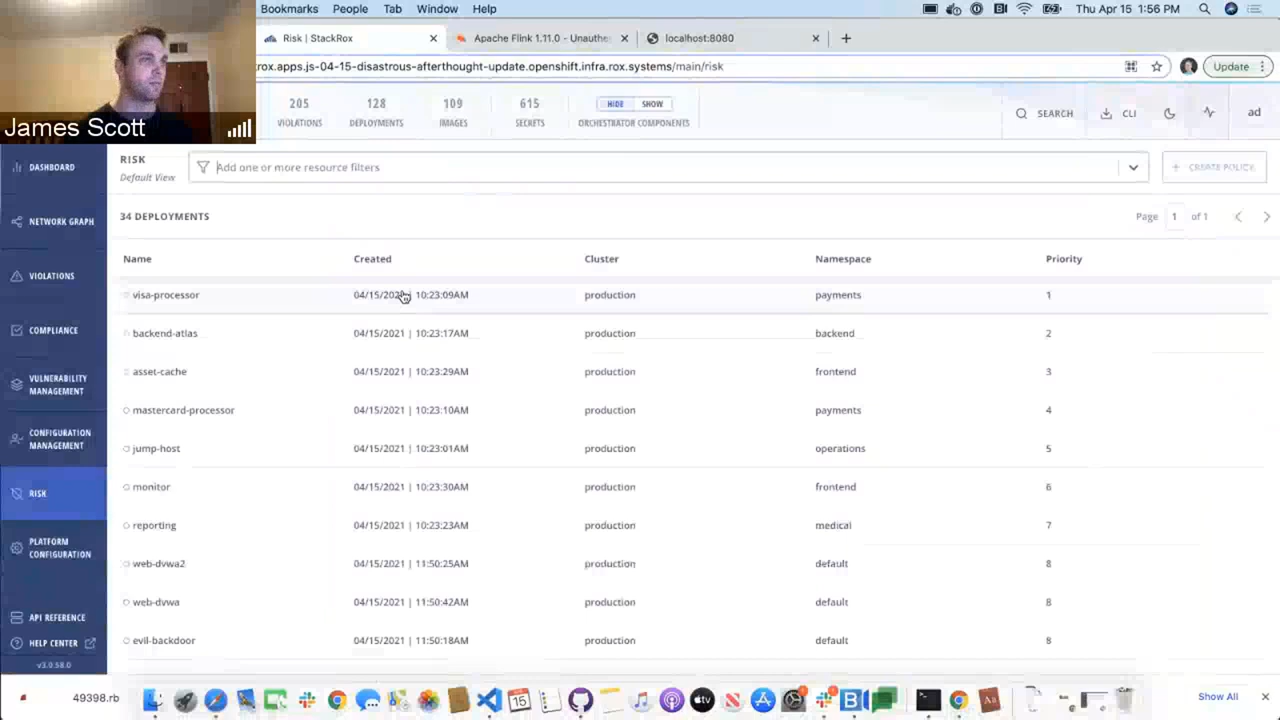 Bookmarks People Tab Window Help
Thu Apr 15 1:56 PM
Risk | StackRox
Apache Flink 1.11.0 - Unauthe
localhost:8080
rox.apps.js-04-15-disastrous-afterthought-update.openshift.infra.rox.systems/main/risk
Update
James Scott
205 128 109 615 HIDE SHOW
VIOLATIONS DEPLOYMENTS IMAGES SECRETS ORCHESTRATOR COMPONENTS
SEARCH CLI ad
DASHBOARD
NETWORK GRAPH
VIOLATIONS
COMPLIANCE
VULNERABILITY
MANAGEMENT
CONFIGURATION
MANAGEMENT
RISK
PLATFORM
CONFIGURATION
API REFERENCE
HELP CENTER
v3.0.58.0
RISK
Default View
Add one or more resource filters
+ CREATE POLICY
34 DEPLOYMENTS
Page 1 of 1
Name Created Cluster Namespace Priority
visa-processor 04/15/2021 | 10:23:09AM production payments 1
backend-atlas 04/15/2021 | 10:23:17AM production backend 2
asset-cache 04/15/2021 | 10:23:29AM production frontend 3
mastercard-processor 04/15/2021 | 10:23:10AM production payments 4
jump-host 04/15/2021 | 10:23:01AM production operations 5
monitor 04/15/2021 | 10:23:30AM production frontend 6
reporting 04/15/2021 | 10:23:23AM production medical 7
web-dvwa2 04/15/2021 | 11:50:25AM production default 8
web-dvwa 04/15/2021 | 11:50:42AM production default 8
evil-backdoor 04/15/2021 | 11:50:18AM production default 8
49398.rb
15
Show All